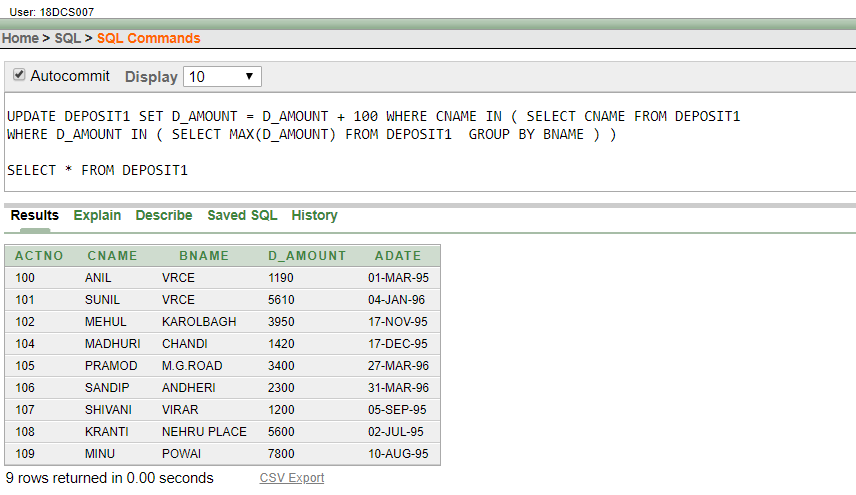 User: 18DCS007
Home > SQL > SQL Commands
Autocommit Display 10
UPDATE DEPOSIT1 SET D_AMOUNT = D_AMOUNT + 100 WHERE CNAME IN ( SELECT CNAME FROM DEPOSIT1
WHERE D_AMOUNT IN ( SELECT MAX(D_AMOUNT) FROM DEPOSIT1  GROUP BY BNAME ) )
SELECT * FROM DEPOSIT1
Results Explain Describe Saved SQL History
ACTNO CNAME BNAME D_AMOUNT ADATE
100 ANIL VRCE 1190 01-MAR-95
101 SUNIL VRCE 5610 04-JAN-96
102 MEHUL KAROLBAGH 3950 17-NOV-95
104 MADHURI CHANDI 1420 17-DEC-95
105 PRAMOD M.G.ROAD 3400 27-MAR-96
106 SANDIP ANDHERI 2300 31-MAR-96
107 SHIVANI VIRAR 1200 05-SEP-95
108 KRANTI NEHRU PLACE 5600 02-JUL-95
109 MINU POWAI 7800 10-AUG-95
9 rows returned in 0.00 seconds CSV Export